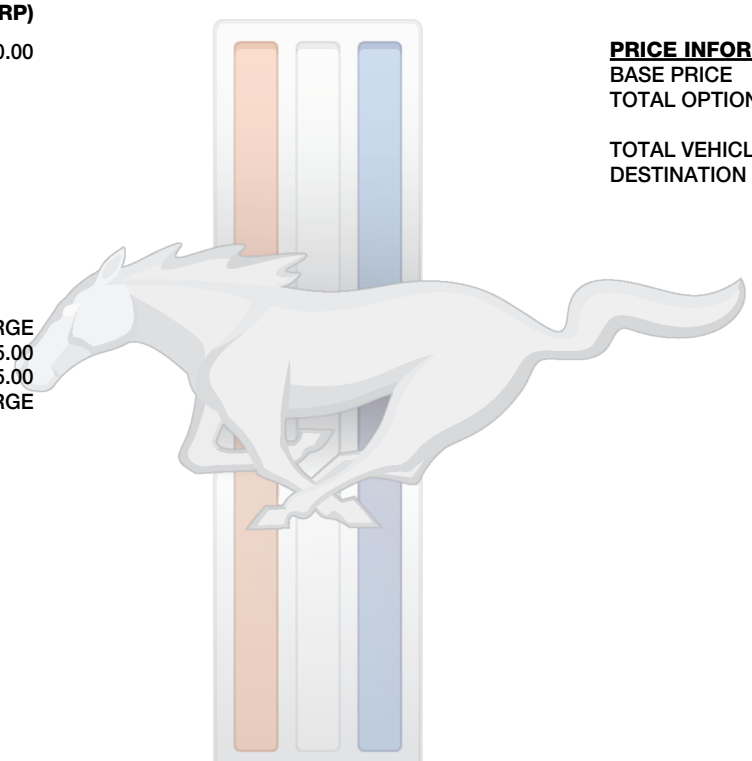 RP)
0.00
RGE
5.00
5.00
RGE
PRICE INFOR
BASE PRICE
TOTAL OPTION
TOTAL VEHICL
DESTINATION